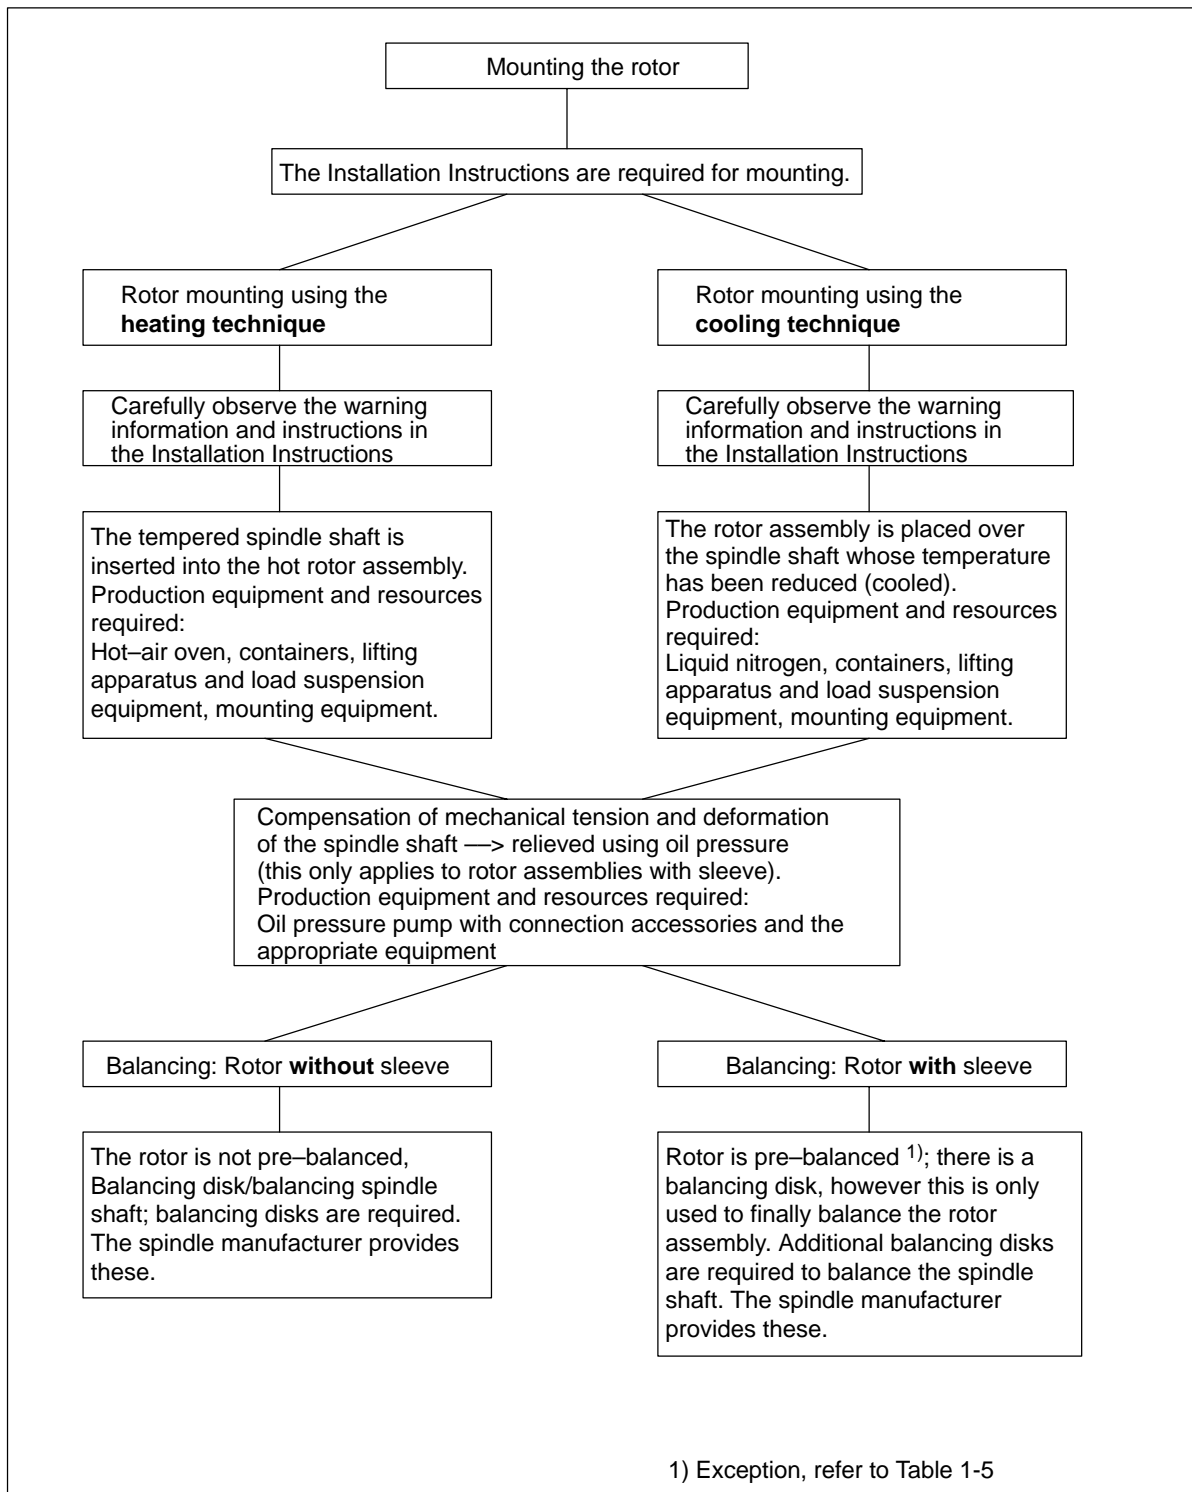 Mounting the rotor
The Installation Instructions are required for mounting.
Rotor mounting using the
heating technique
Rotor mounting using the
cooling technique
Carefully observe the warning
information and instructions in
the Installation Instructions
Carefully observe the warning
information and instructions in
the Installation Instructions
The tempered spindle shaft is
inserted into the hot rotor assembly.
Production equipment and resources
required:
Hot–air oven, containers, lifting
apparatus and load suspension
equipment, mounting equipment.
The rotor assembly is placed over
the spindle shaft whose temperature
has been reduced (cooled).
Production equipment and resources
required:
Liquid nitrogen, containers, lifting
apparatus and load suspension
equipment, mounting equipment.
Compensation of mechanical tension and deformation
of the spindle shaft ––> relieved using oil pressure
(this only applies to rotor assemblies with sleeve).
Production equipment and resources required:
Oil pressure pump with connection accessories and the
appropriate equipment
Balancing: Rotor without sleeve
Balancing: Rotor with sleeve
The rotor is not pre–balanced,
Balancing disk/balancing spindle
shaft; balancing disks are required.
The spindle manufacturer provides
these.
Rotor is pre–balanced 1); there is a
balancing disk, however this is only
used to finally balance the rotor
assembly. Additional balancing disks
are required to balance the spindle
shaft. The spindle manufacturer
provides these.
1) Exception, refer to Table 1-5